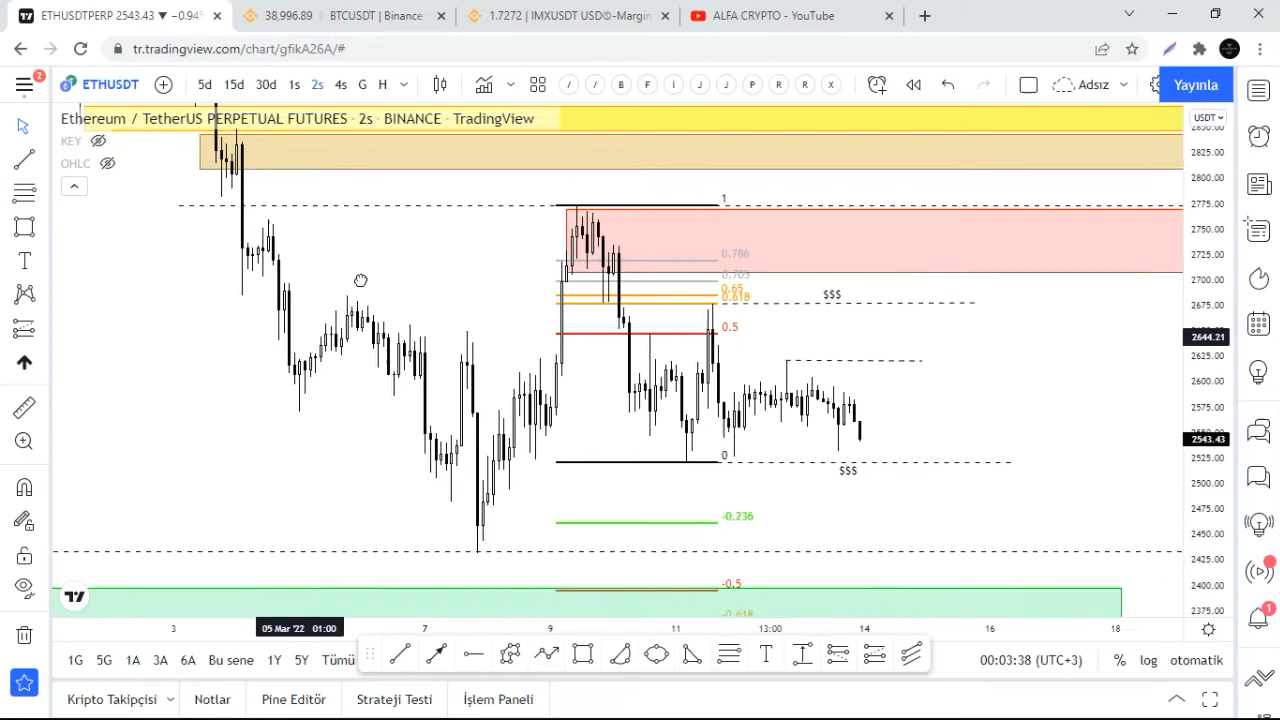 ETHUSDTPERP 2543.43 ▼ −0.94%
38,996.89 BTCUSDT | Binance
1.7272 | IMXUSDT USD®-Margin
ALFA CRYPTO - YouTube
tr.tradingview.com/chart/gfikA26A/#
2 ETHUSDT 5d 15d 30d 1s 2s 4s G H B F İ J J P R R X Adsız Yayınla
Ethereum / TetherUS PERPETUAL FUTURES · 2s · BINANCE · TradingView
USDT
KEY
OHLC
2825.00
2800.00
2775.00
2750.00
2725.00
2700.00
2675.00
2644.21
2625.00
2600.00
2575.00
2543.43
2525.00
2500.00
2475.00
2450.00
2425.00
2400.00
2375.00
1
0.786
0.705
0.65
0.618
$$$
0.5
0
$$$
-0.236
-0.5
-0.618
3 05 Mar '22 01:00 7 9 11 13:00 14 16 18
1G 5G 1A 3A 6A Bu sene 1Y 5Y Tümü T 00:03:38 (UTC+3) % log otomatik
1
Kripto Takipçisi Notlar Pine Editör Strateji Testi İşlem Paneli